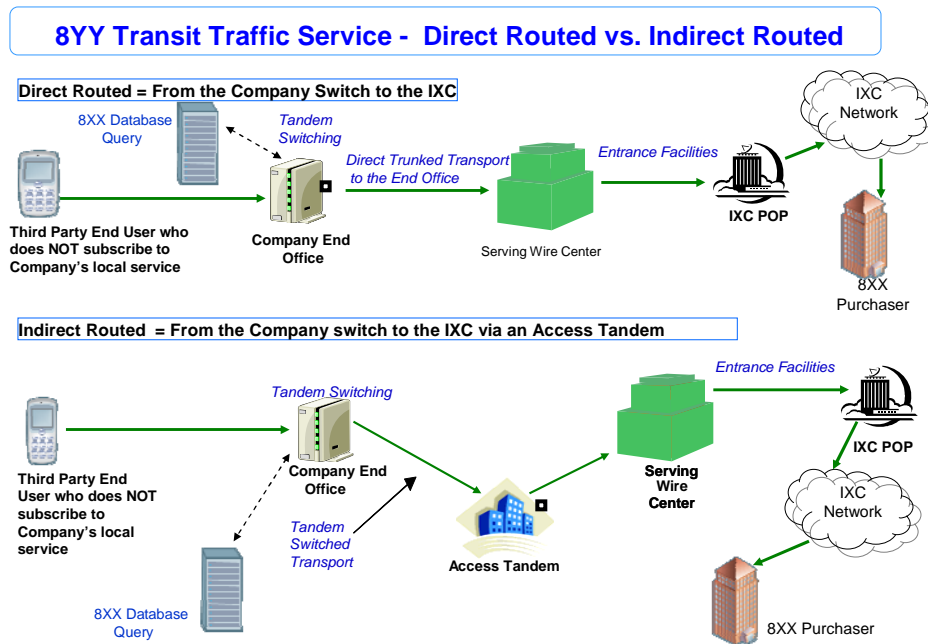 8YY Transit Traffic Service - Direct Routed vs. Indirect Routed
Direct Routed = From the Company Switch to the IXC
8XX Database
Query
Tandem
Switching
Direct Trunked Transport
to the End Office
Entrance Facilities
IXC
Network
Third Party End User who
does NOT subscribe to
Company's local service
Company End
Office
Serving Wire Center
IXC POP
8XX
Purchaser
Indirect Routed = From the Company switch to the IXC via an Access Tandem
Tandem Switching
Entrance Facilities
Third Party End
User who does NOT
subscribe to
Company's local
service
Company End
Office
Serving
Wire
Center
IXC POP
Tandem
Switched
Transport
Access Tandem
IXC
Network
8XX Database
Query
8XX Purchaser